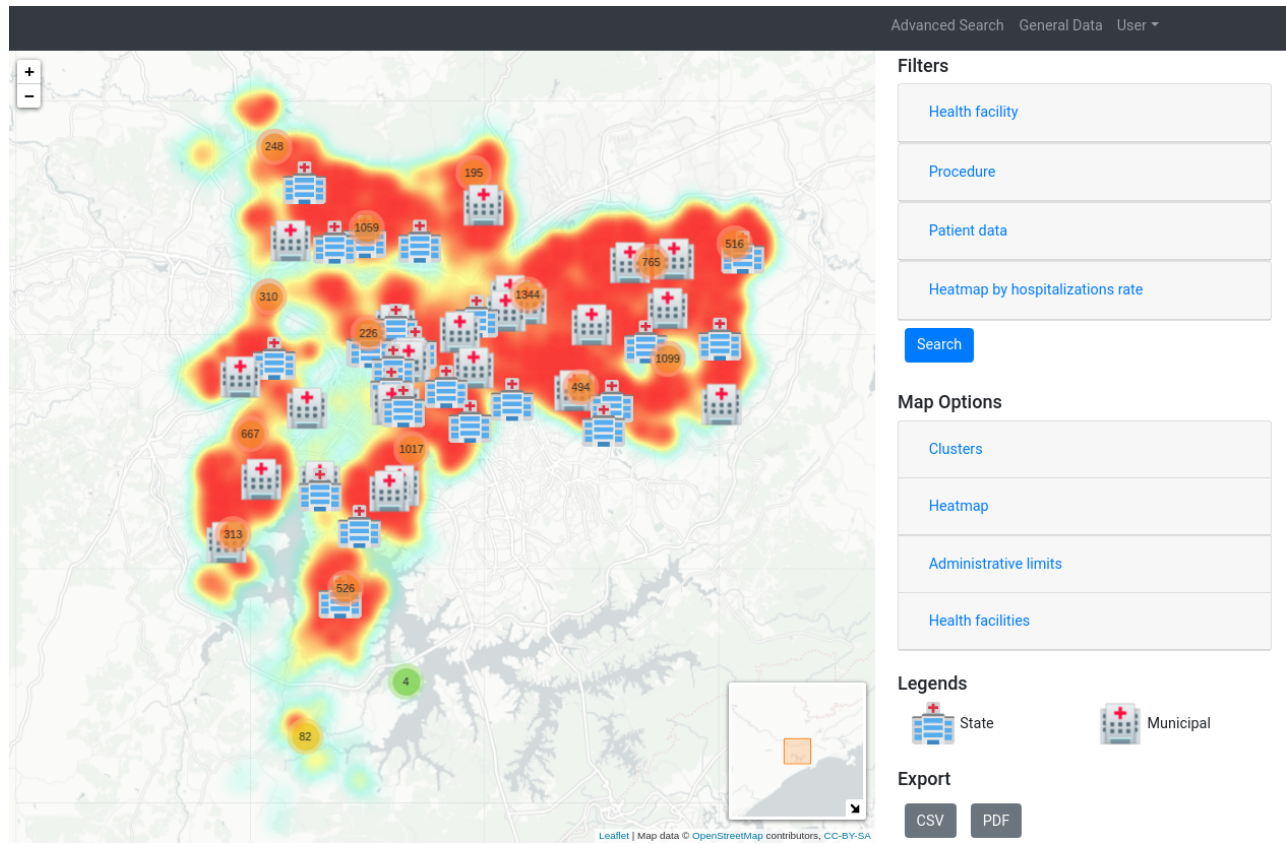 Advanced Search General Data User
+
−
248
195
1059
516
765
310
1344
226
1099
494
667
1017
313
526
4
82
Leaflet | Map data © OpenStreetMap contributors, CC-BY-SA
Filters
Health facility
Procedure
Patient data
Heatmap by hospitalizations rate
Search
Map Options
Clusters
Heatmap
Administrative limits
Health facilities
Legends
State Municipal
Export
CSV PDF